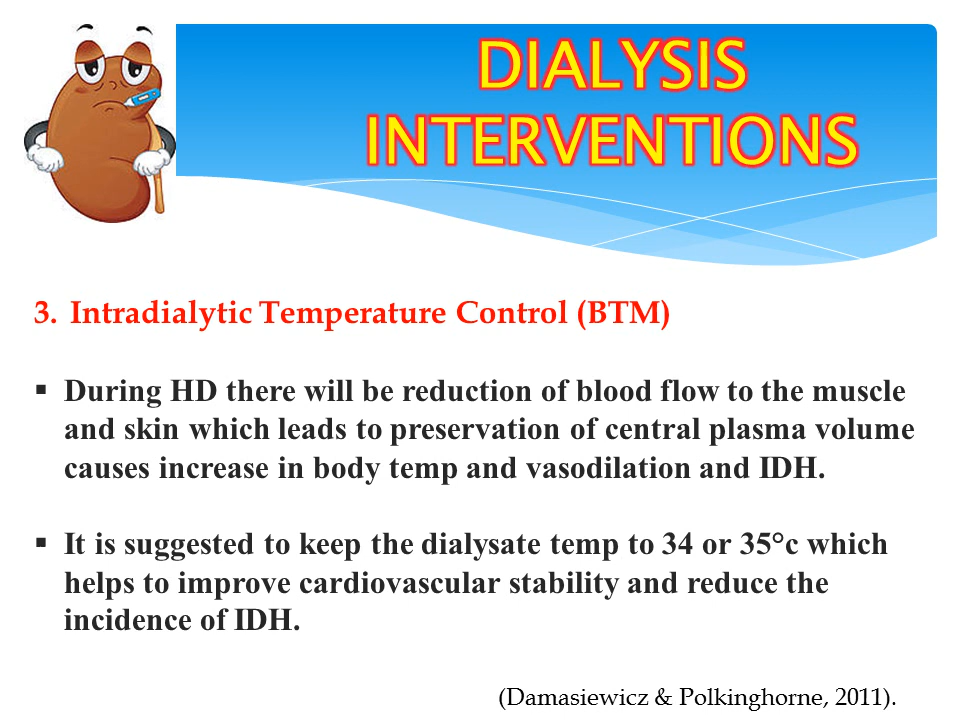 DIALYSIS
INTERVENTIONS
3. Intradialytic Temperature Control (BTM)
▪ During HD there will be reduction of blood flow to the muscle
and skin which leads to preservation of central plasma volume
causes increase in body temp and vasodilation and IDH.
▪ It is suggested to keep the dialysate temp to 34 or 35°c which
helps to improve cardiovascular stability and reduce the
incidence of IDH.
(Damasiewicz & Polkinghorne, 2011).